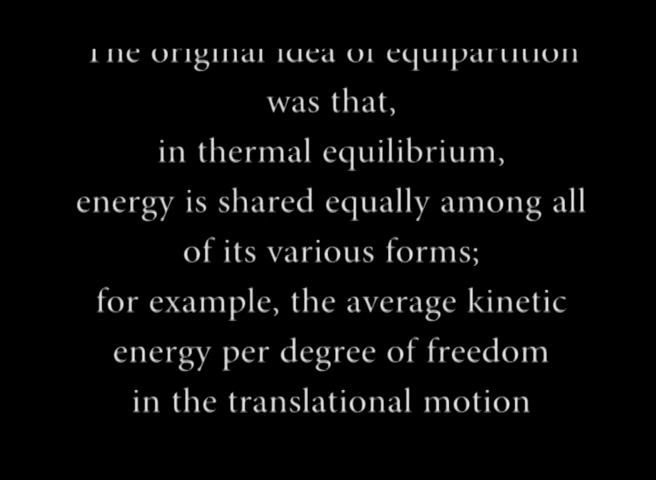 The original idea of equipartition
was that,
in thermal equilibrium,
energy is shared equally among all
of its various forms;
for example, the average kinetic
energy per degree of freedom
in the translational motion